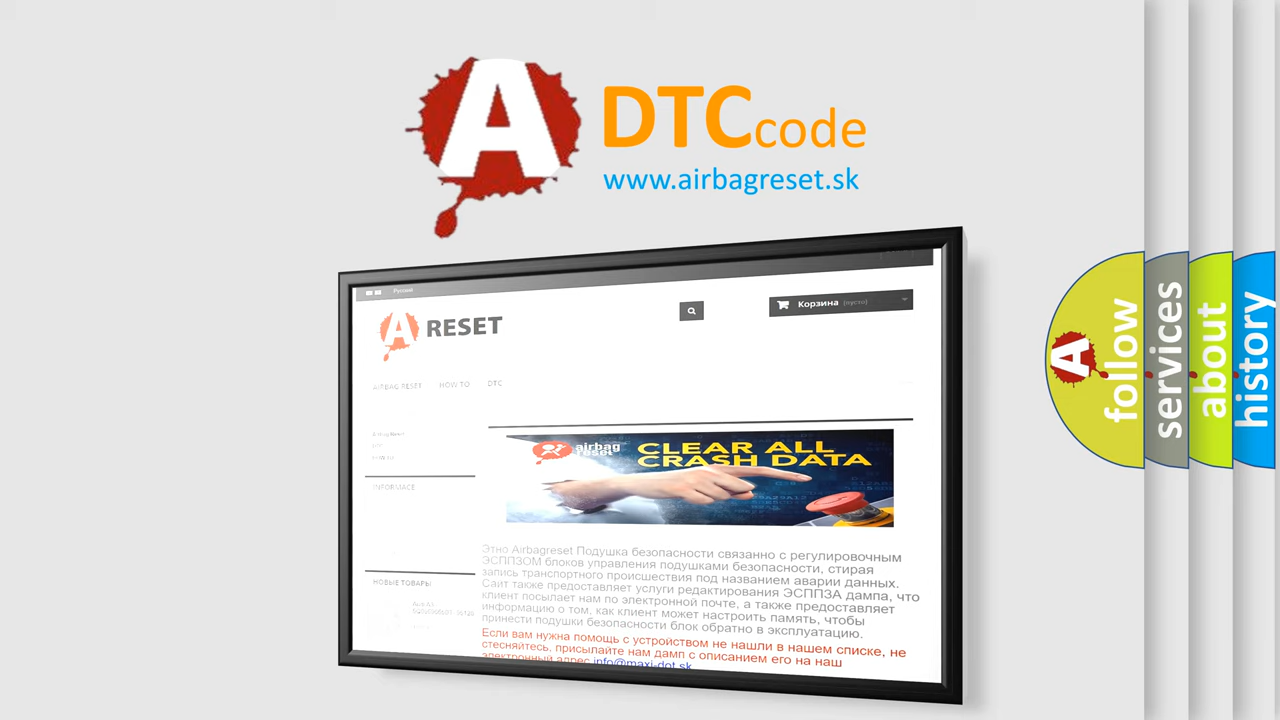 A
DTC code
www.airbagreset.sk
Русский
Корзина (пусто)
A RESET
AIRBAG RESET HOW TO DTC
Airbag Reset
INFORMACE
НОВЫЕ ТОВАРЫ
airbag
reset
CLEAR ALL
CRASH DATA
Этно Airbagreset Подушка безопасности связанно с регулировочным
ЭСППЗОМ блоков управления подушками безопасности, стирая
запись транспортного происшествия под названием аварии данных.
Сайт также предоставляет услуги редактирования ЭСППЗА дампа, что
клиент посылает нам по электронной почте, а также предоставляет
информацию о том, как клиент может настроить память, чтобы
принести подушки безопасности блок обратно в эксплуатацию.
Если вам нужна помощь с устройством не нашли в нашем списке, не
стесняйтесь, присылайте нам дамп с описанием его на наш
электронный адрес info@maxi-dot.sk
A
follow
services
about
history